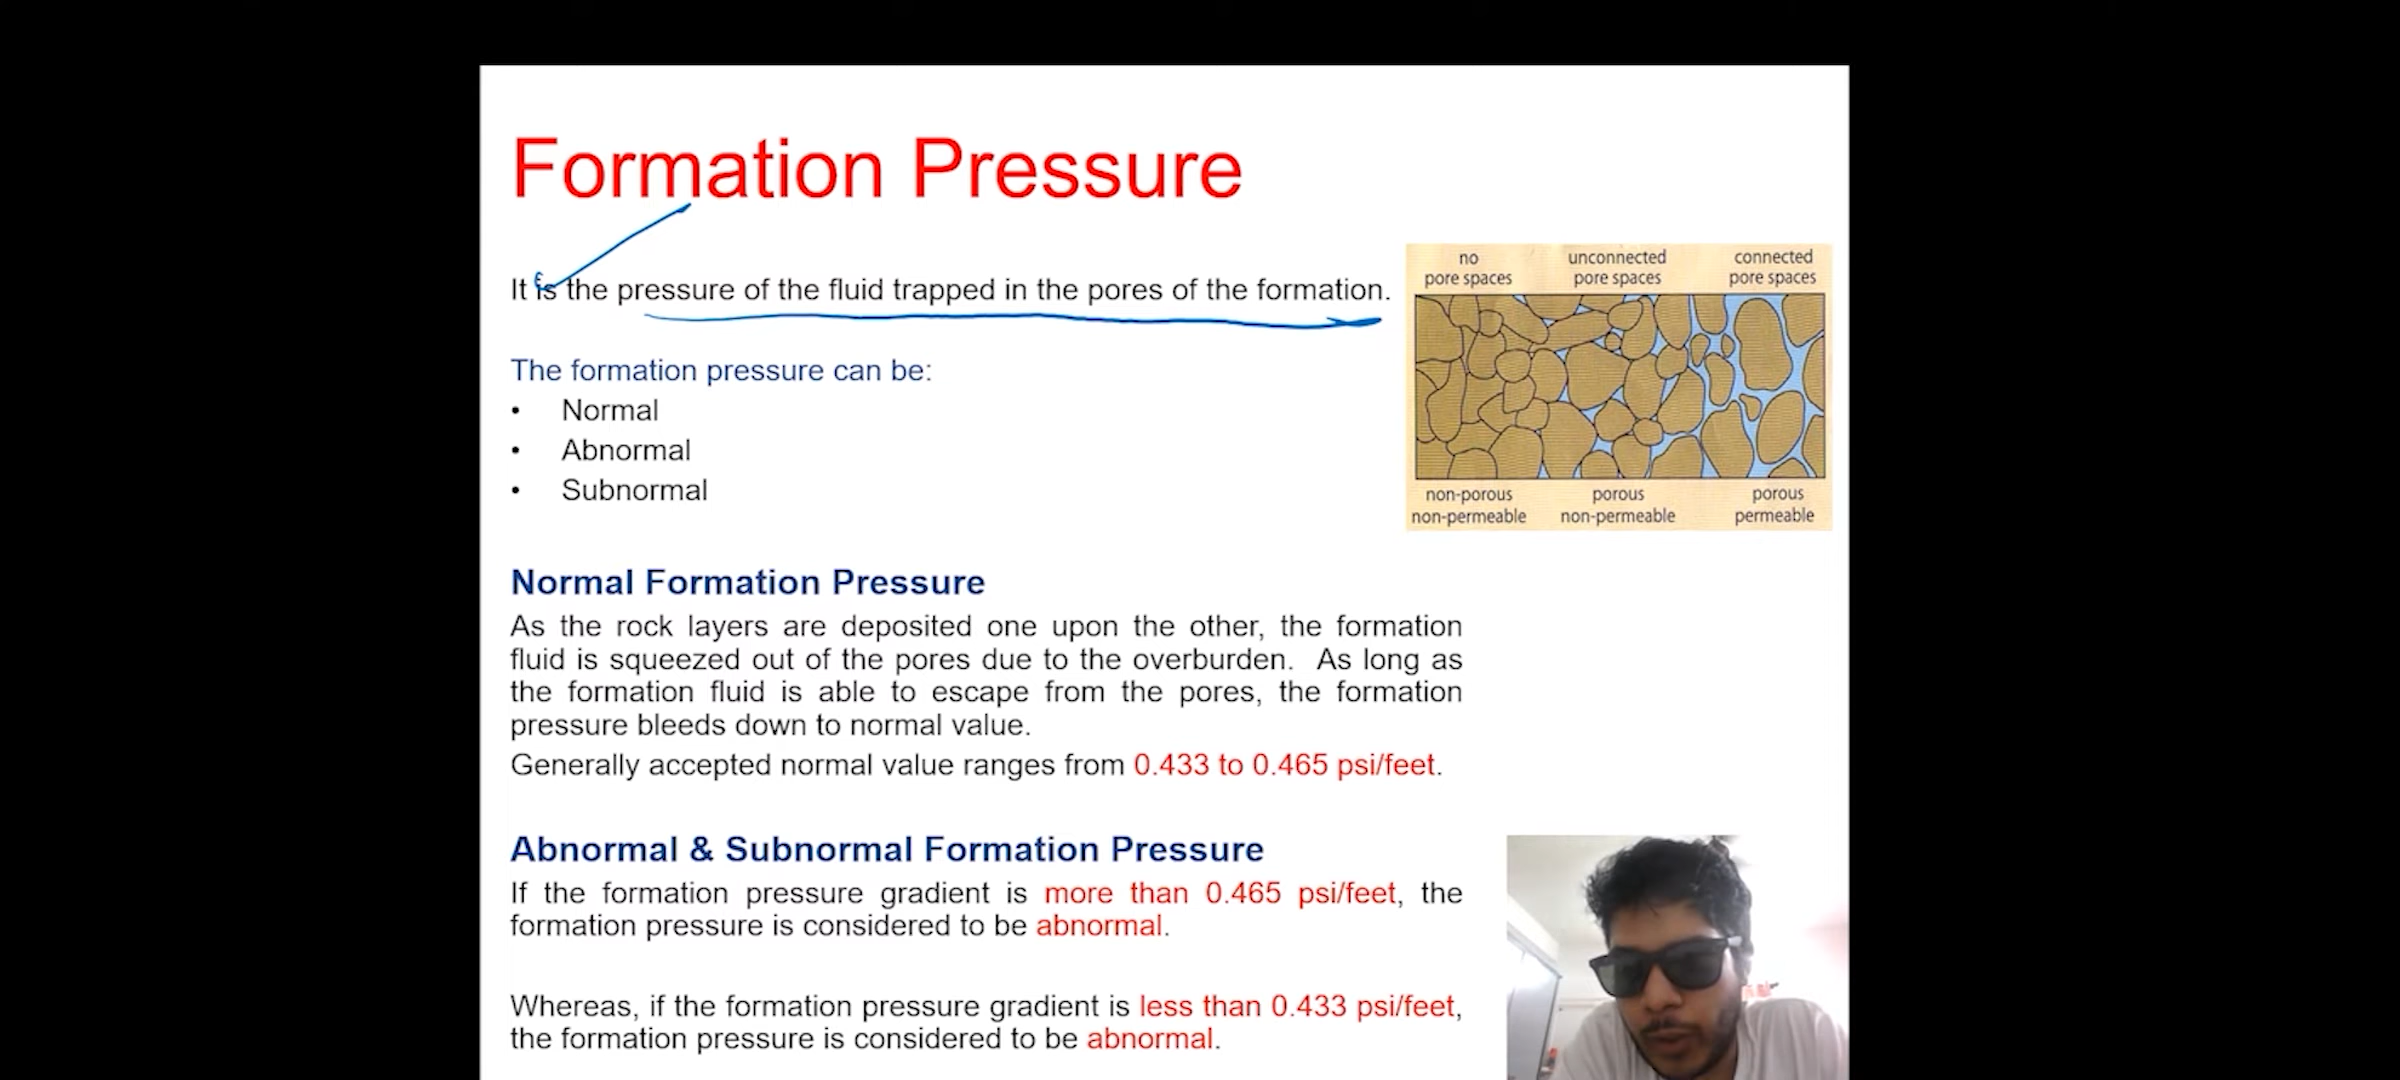 Formation Pressure
It is the pressure of the fluid trapped in the pores of the formation.
The formation pressure can be:
• Normal
• Abnormal
• Subnormal
no
pore spaces
unconnected
pore spaces
connected
pore spaces
non-porous
non-permeable
porous
non-permeable
porous
permeable
Normal Formation Pressure
As the rock layers are deposited one upon the other, the formation
fluid is squeezed out of the pores due to the overburden. As long as
the formation fluid is able to escape from the pores, the formation
pressure bleeds down to normal value.
Generally accepted normal value ranges from 0.433 to 0.465 psi/feet.
Abnormal & Subnormal Formation Pressure
If the formation pressure gradient is more than 0.465 psi/feet, the
formation pressure is considered to be abnormal.
Whereas, if the formation pressure gradient is less than 0.433 psi/feet,
the formation pressure is considered to be abnormal.